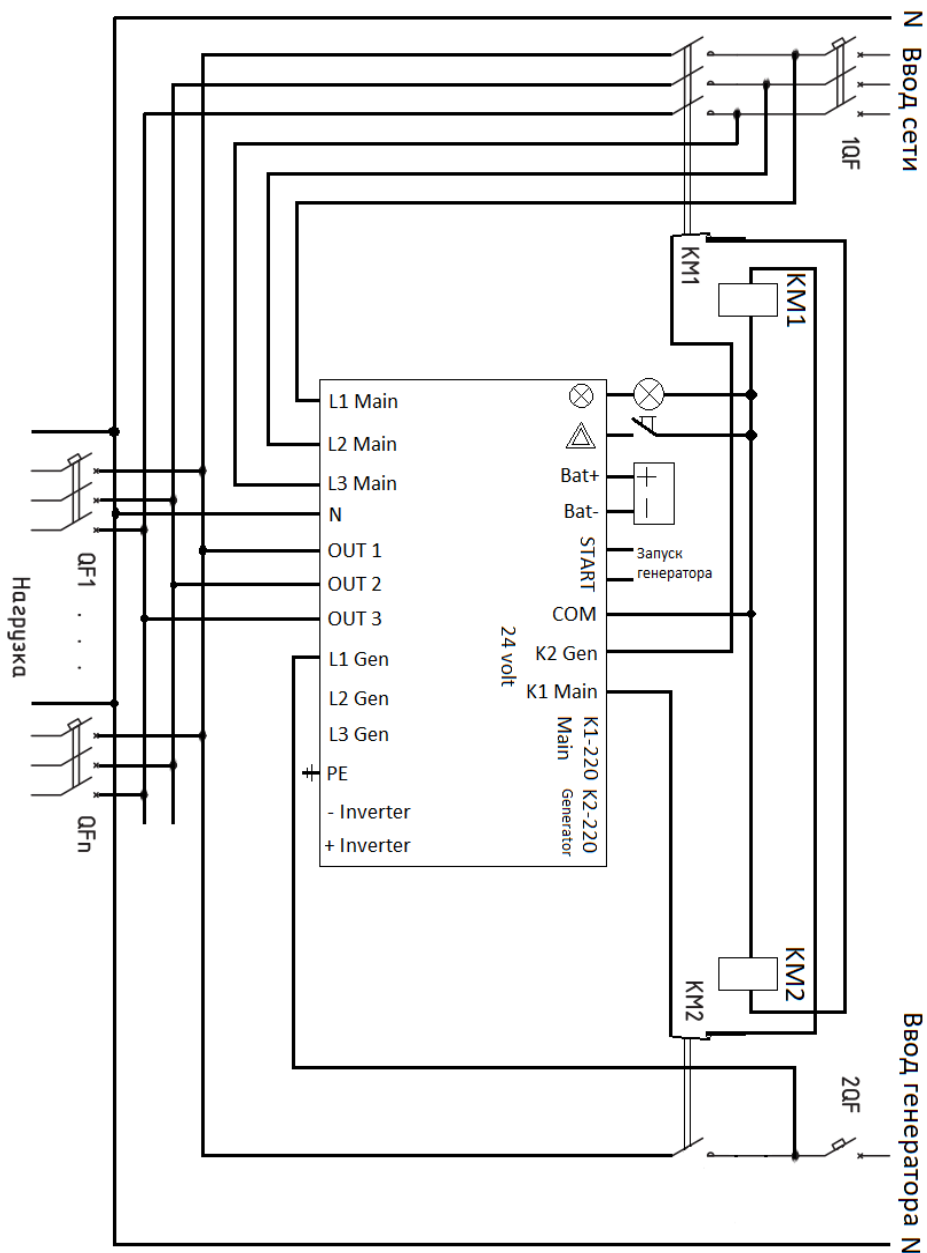 N
Ввод сети
1QF
KM1
KM1
L1 Main
L2 Main
L3 Main
N
OUT 1
OUT 2
OUT 3
L1 Gen
L2 Gen
L3 Gen
PE
- Inverter
+ Inverter
Bat+
Bat-
START
COM
K2 Gen
K1 Main
24 volt
K1-220 K2-220
Main Generator
+
-
Запуск
генератора
QF1
. . .
QFn
Нагрузка
KM2
KM2
2QF
Ввод генератора
N